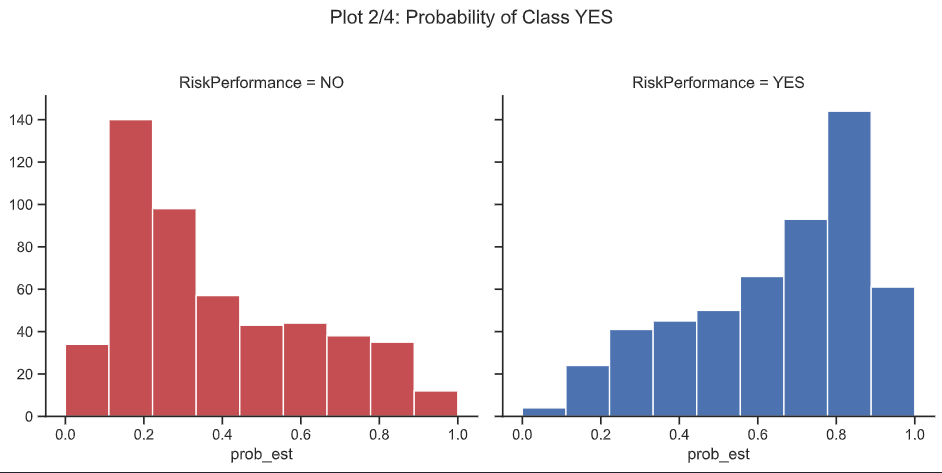 Plot 2/4: Probability of Class YES
RiskPerformance = NO
RiskPerformance = YES
140
120
100
80
60
40
20
0
0.0 0.2 0.4 0.6 0.8 1.0
0.0 0.2 0.4 0.6 0.8 1.0
prob_est
prob_est